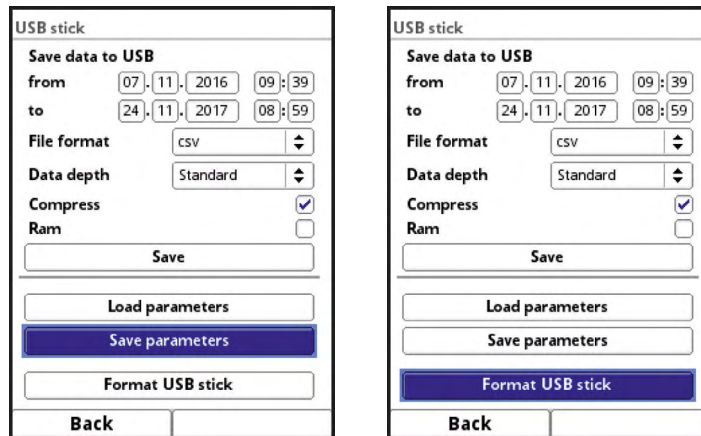 USB stick
Save data to USB
from 07. 11. 2016 09:39
to 24. 11. 2017 08:59
File format csv
Data depth Standard
Compress
Ram
Save
Load parameters
Save parameters
Format USB stick
Back
USB stick
Save data to USB
from 07. 11. 2016 09:39
to 24. 11. 2017 08:59
File format csv
Data depth Standard
Compress
Ram
Save
Load parameters
Save parameters
Format USB stick
Back